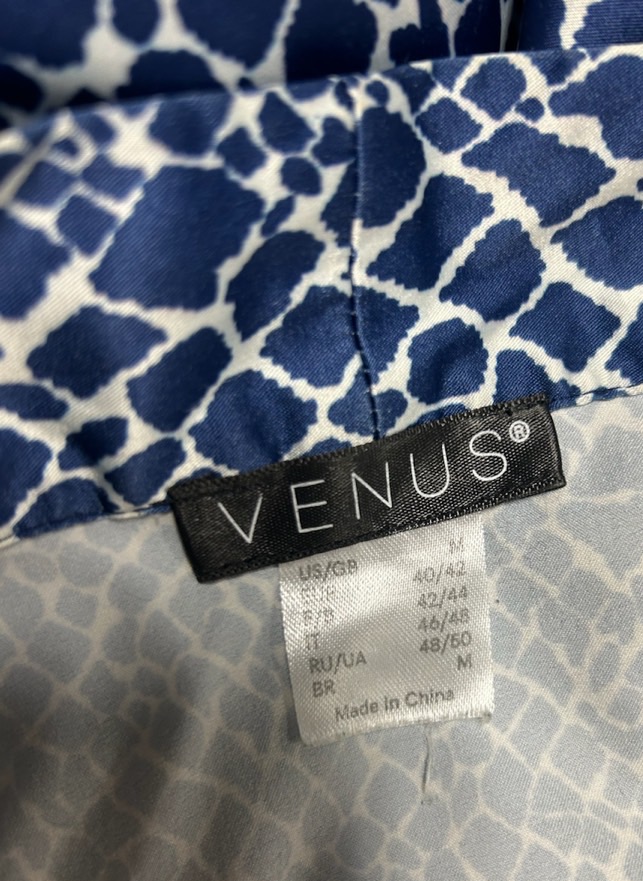 VENUS®
US/GB M
EUR 40/42
F/B 42/44
IT 46/48
RU/UA 48/50
BR M
Made in China